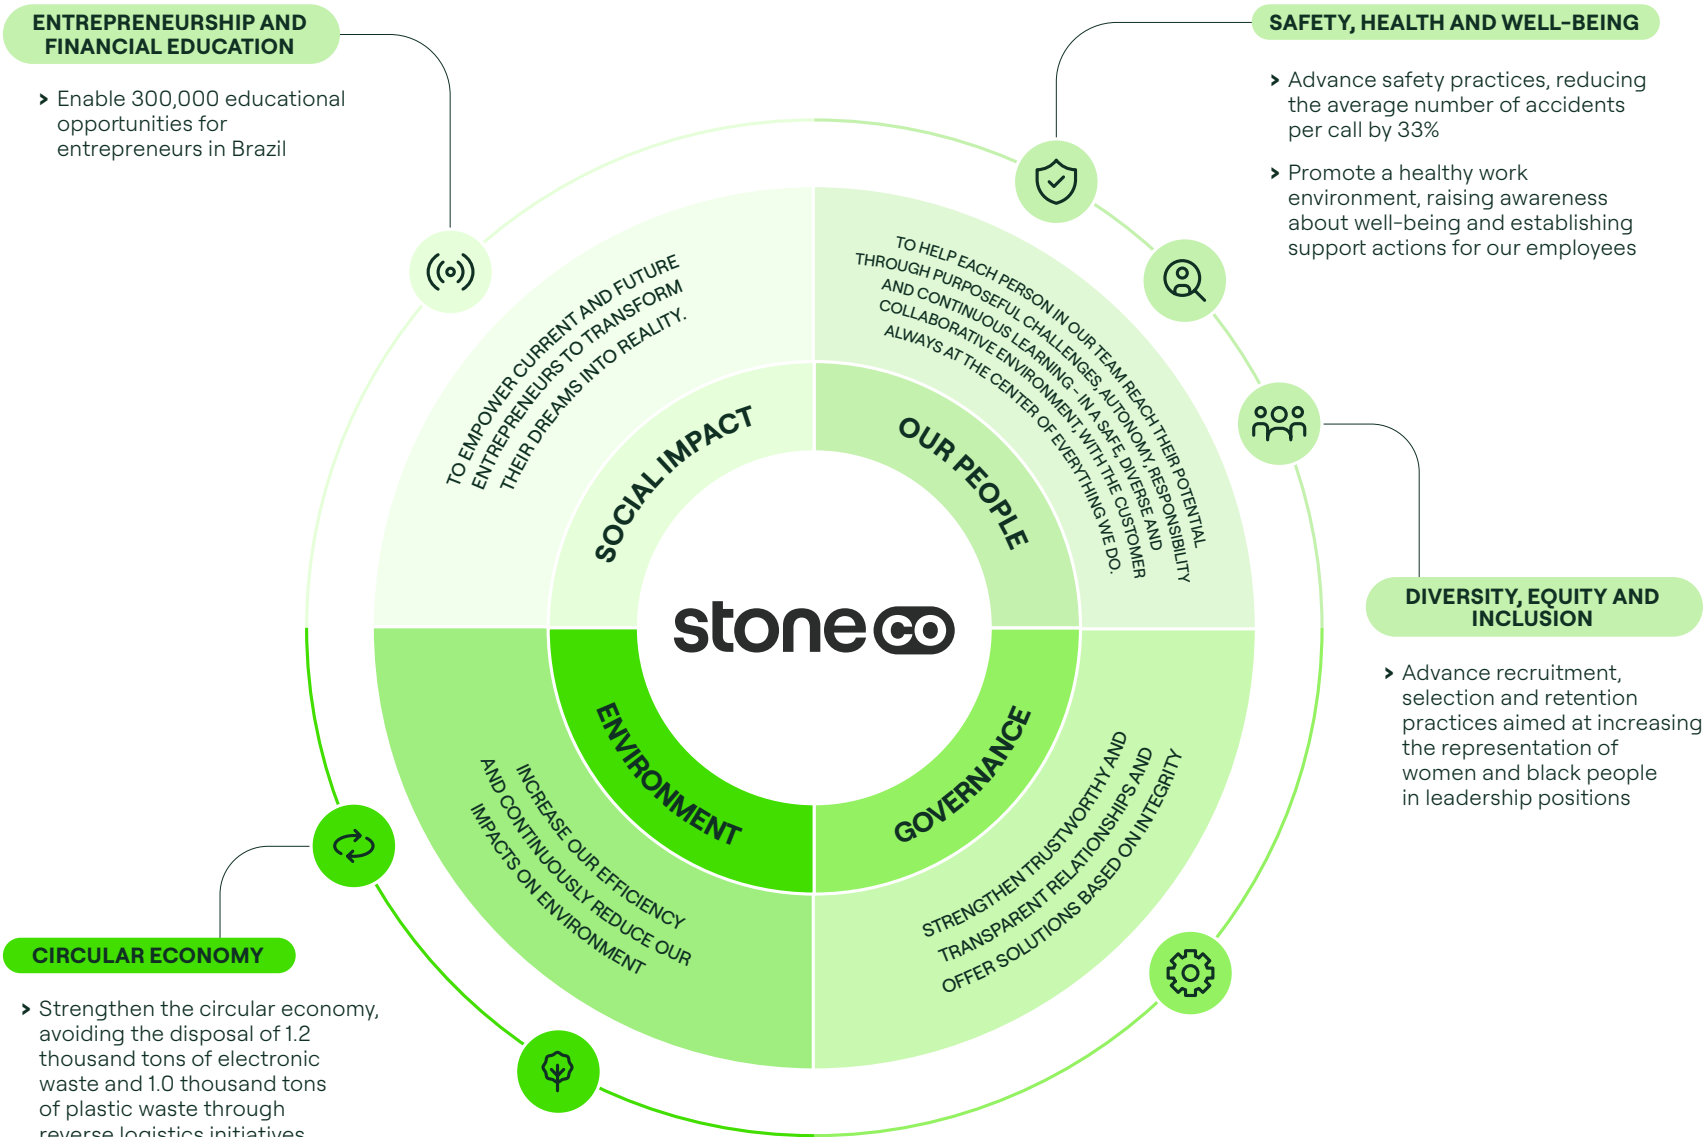 ENTREPRENEURSHIP AND
FINANCIAL EDUCATION
› Enable 300,000 educational
opportunities for
entrepreneurs in Brazil
SAFETY, HEALTH AND WELL-BEING
› Advance safety practices, reducing
the average number of accidents
per call by 33%
› Promote a healthy work
environment, raising awareness
about well-being and establishing
support actions for our employees
TO EMPOWER CURRENT AND FUTURE
ENTREPRENEURS TO TRANSFORM
THEIR DREAMS INTO REALITY.
SOCIAL IMPACT
TO HELP EACH PERSON IN OUR TEAM REACH THEIR POTENTIAL
THROUGH PURPOSEFUL CHALLENGES, AUTONOMY, RESPONSIBILITY
AND CONTINUOUS LEARNING - IN A SAFE, DIVERSE AND
COLLABORATIVE ENVIRONMENT, WITH THE CUSTOMER
ALWAYS AT THE CENTER OF EVERYTHING WE DO.
OUR PEOPLE
stone co
DIVERSITY, EQUITY AND
INCLUSION
› Advance recruitment,
selection and retention
practices aimed at increasing
the representation of
women and black people
in leadership positions
ENVIRONMENT
INCREASE OUR EFFICIENCY
AND CONTINUOUSLY REDUCE OUR
IMPACTS ON ENVIRONMENT
GOVERNANCE
STRENGTHEN TRUSTWORTHY AND
TRANSPARENT RELATIONSHIPS AND
OFFER SOLUTIONS BASED ON INTEGRITY
CIRCULAR ECONOMY
› Strengthen the circular economy,
avoiding the disposal of 1.2
thousand tons of electronic
waste and 1.0 thousand tons
of plastic waste through
reverse logistics initiatives